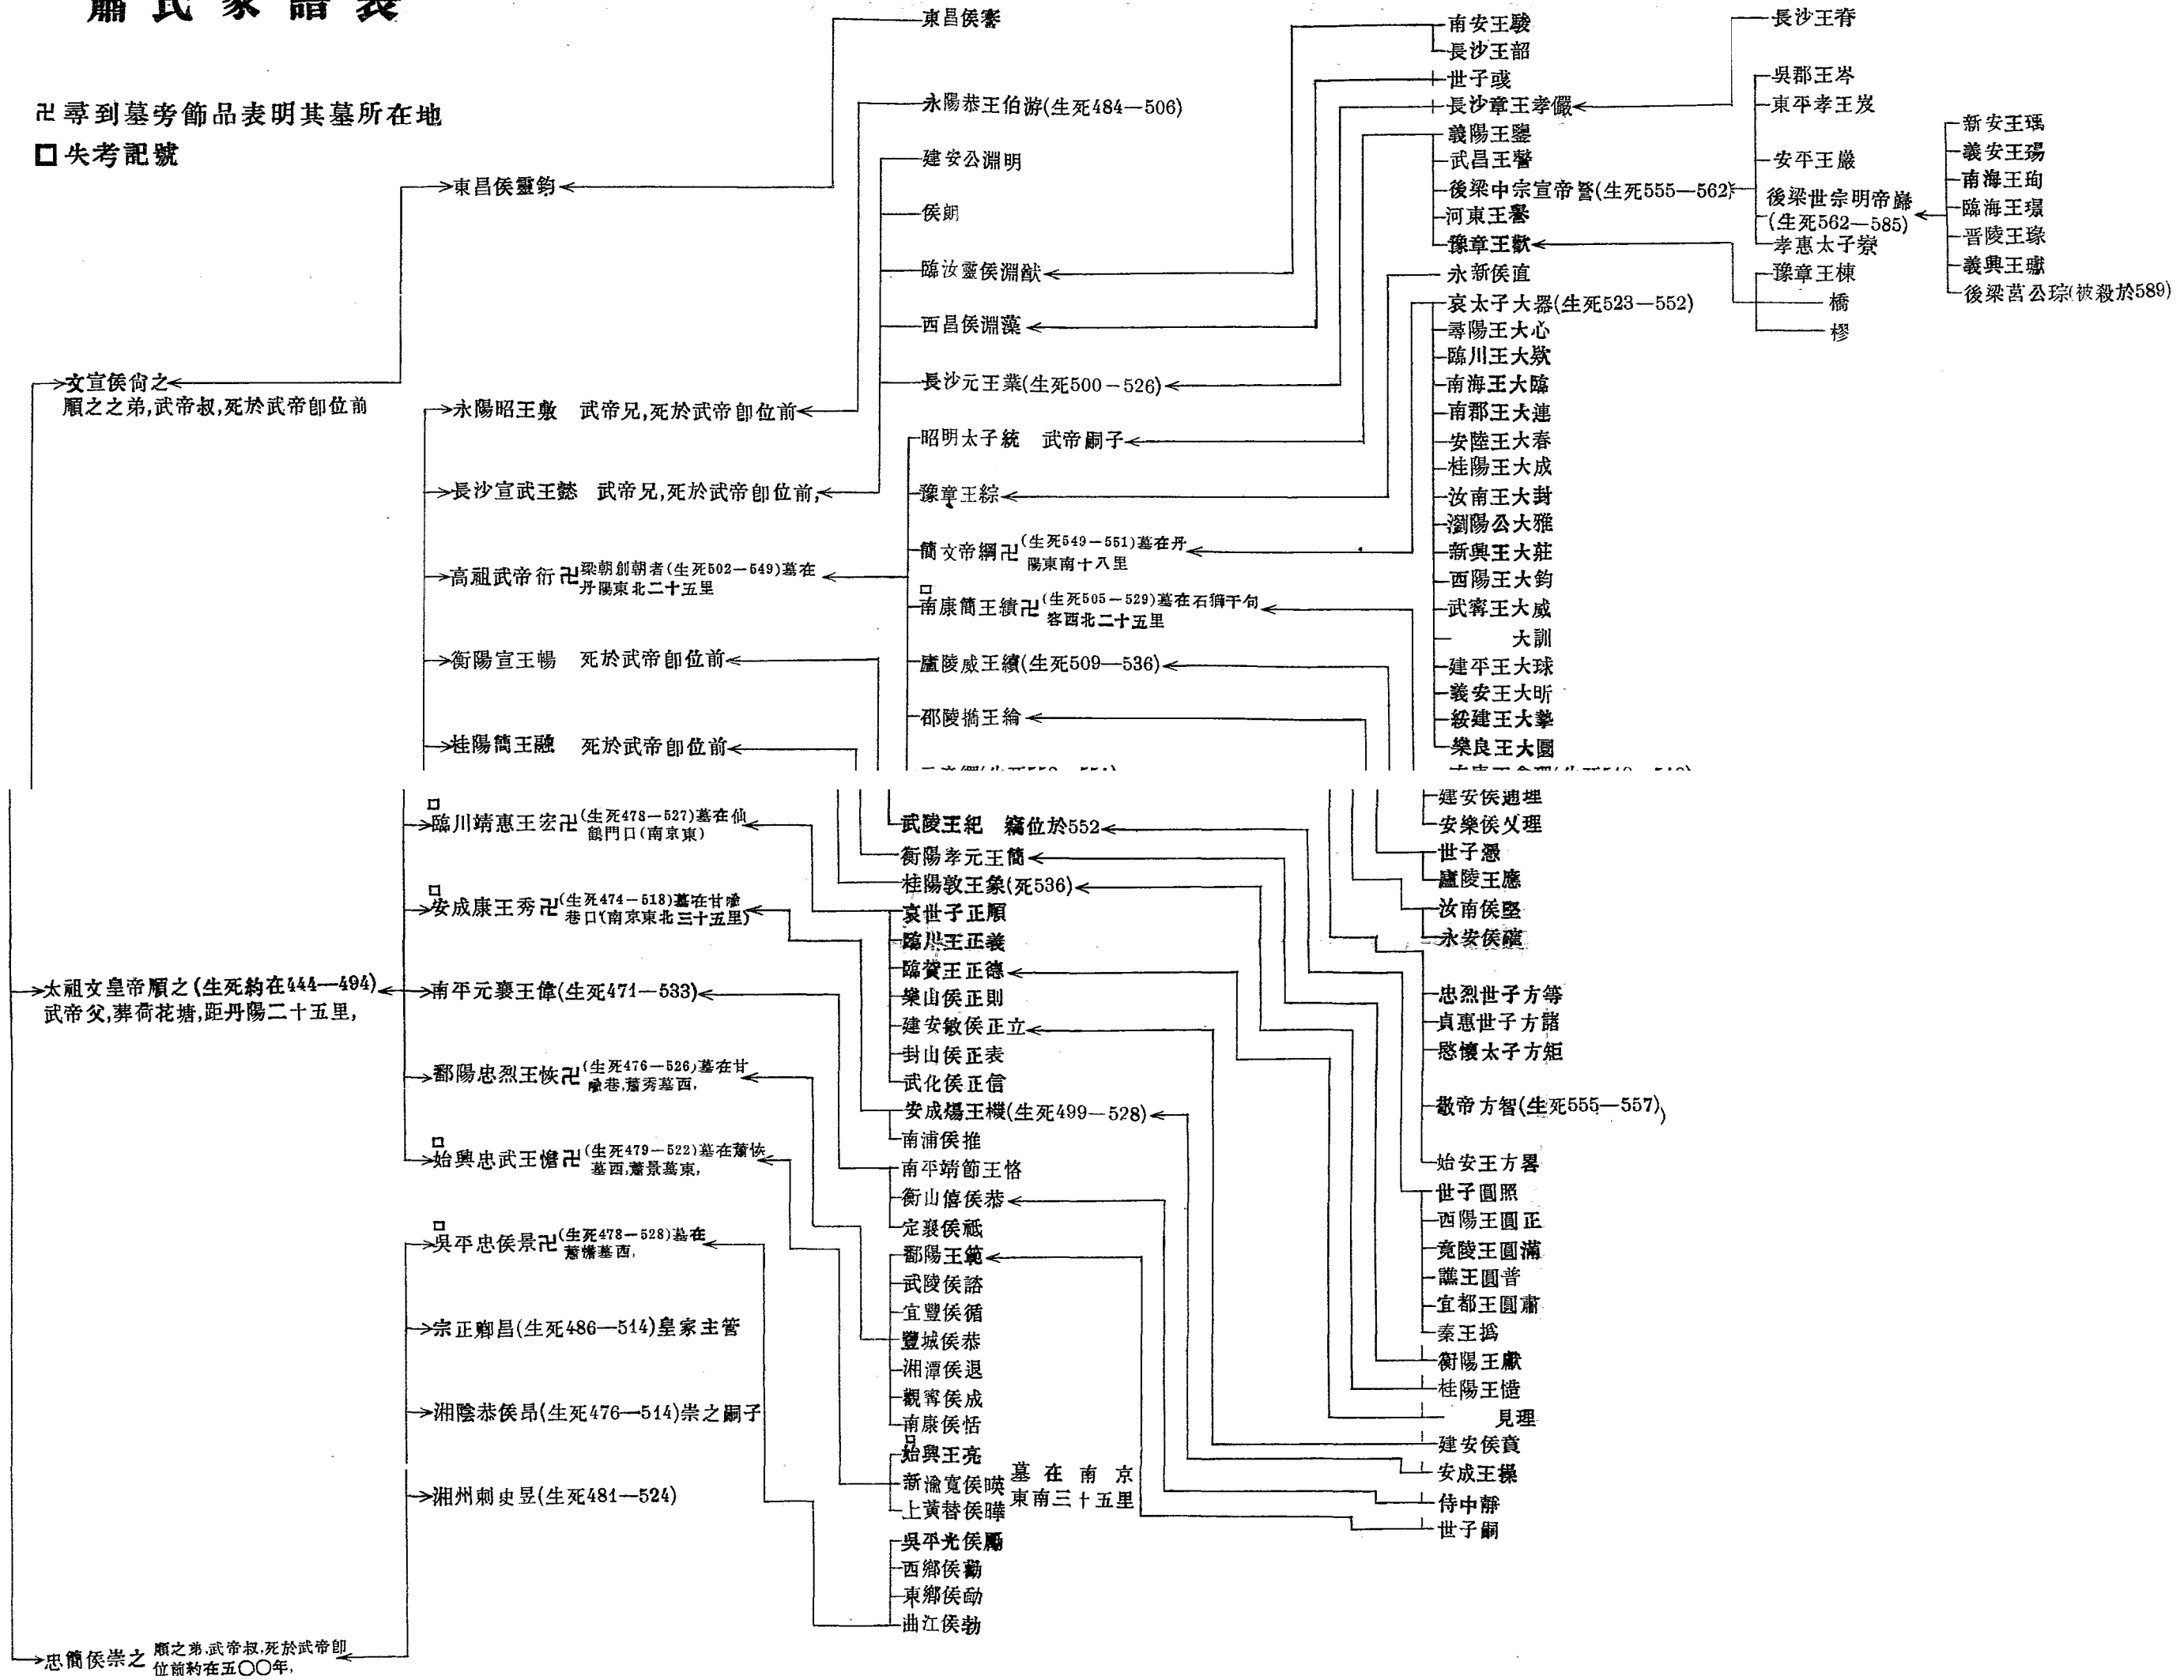 蕭氏家譜表
卍尋到墓旁飾品表明其墓所在地
口失考記號
文宣侯尙之
順之之弟,武帝叔,死於武帝卽位前
太祖文皇帝順之(生死約在444—494)
武帝父,葬荷花塘,距丹陽二十五里,
忠簡侯崇之 順之弟,武帝叔,死於武帝卽
位前約在五〇〇年,
東昌侯靈鈞
永陽昭王敷 武帝兄,死於武帝卽位前
長沙宣武王懿 武帝兄,死於武帝卽位前,
高祖武帝衍卍梁朝創朝者(生死502—549)墓在
丹陽東北二十五里
衡陽宣王暢 死於武帝卽位前
桂陽簡王融 死於武帝卽位前
臨川靖惠王宏卍(生死473—527)墓在仙
鶴門口(南京東)
安成康王秀卍(生死474—518)墓在甘
巷口(南京東北三十五里)
南平元襄王偉(生死471—533)
鄱陽忠烈王恢卍(生死476—526)墓在甘
巷,蕭秀墓西,
始興忠武王憺卍(生死479—522)墓在蕭恢
墓西,蕭景墓東,
吳平忠侯景卍(生死478—528)墓在
蕭憺墓西,
宗正卿昌(生死486—514)皇家主管
湘陰恭侯昂(生死476—514)崇之嗣子
湘州刺史昱(生死481—524)
東昌侯謇
永陽恭王伯游(生死484—506)
建安公淵明
侯朗
臨汝靈侯淵猷
西昌侯淵藻
長沙元王業(生死500-526)
昭明太子統 武帝嗣子
豫章王綜
簡文帝綱卍(生死549—551)墓在丹
陽東南十八里
南康簡王績卍(生死505—529)墓在石獅干句
容西北二十五里
廬陵威王續(生死509—536)
邵陵攜王綸
武陵王紀 竊位於552
衡陽孝元王簡
桂陽敦王象(死536)
哀世子正順
臨川王正義
臨賀王正德
樂山侯正則
建安敏侯正立
封山侯正表
武化侯正信
安成煬王機(生死499—528)
南浦侯推
南平靖節王恪
衡山僖侯恭
定襄侯祗
鄱陽王範
武陵侯諮
宜豐侯循
豐城侯恭
湘潭侯退
觀寧侯成
南康侯恬
始興王亮
新渝寬侯暎
上黃替侯曄
墓在南京
東南三十五里
吳平光侯勵
西鄉侯勸
東鄉侯勔
曲江侯勃
南安王駿
長沙王韶
世子彧
長沙章王孝儼
義陽王鑒
武昌王㬭
後梁中宗宣帝詧(生死555—562)
河東王譽
豫章王歡
永新侯直
哀太子大器(生死523—552)
尋陽王大心
臨川王大欵
南海王大臨
南郡王大連
安陸王大春
桂陽王大成
汝南王大封
瀏陽公大雅
新興王大莊
西陽王大鈞
武寗王大威
大訓
建平王大球
義安王大昕
綏建王大摯
樂良王大圜
建安侯通理
安樂侯乂理
世子憑
廬陵王應
汝南侯堅
永安侯確
忠烈世子方等
貞惠世子方諸
愍懷太子方矩
敬帝方智(生死555—557)
始安王方畧
世子圓照
西陽王圓正
竟陵王圓滿
譙王圓普
宜都王圓肅
秦王撝
衡陽王獻
桂陽王慥
見理
建安侯賁
安成王操
侍中靜
世子嗣
長沙王眘
吳郡王岑
東平孝王岌
安平王巖
後梁世宗明帝巋
(生死562—585)
孝惠太子寮
豫章王棟
橋
樛
新安王瑀
義安王瑒
南海王珣
臨海王璟
晋陵王瑑
義興王瓛
後梁莒公琮(被殺於589)